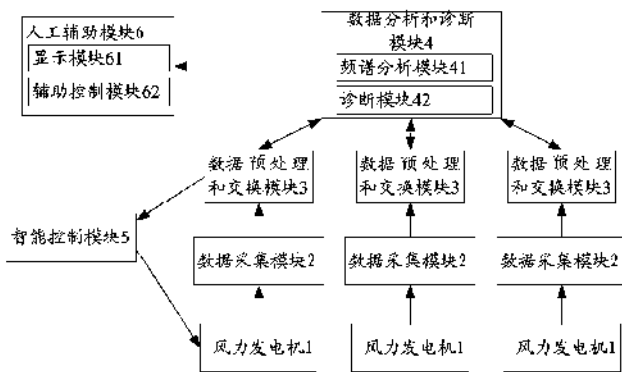 人工辅助模块6
显示模块61
辅助控制模块62
数据分析和诊断
模块4
频谱分析模块41
诊断模块42
数据预处理
和交换模块3
数据预处理
和交换模块3
数据预处理
和交换模块3
智能控制模块5
数据采集模块2
数据采集模块2
数据采集模块2
风力发电机1
风力发电机1
风力发电机1